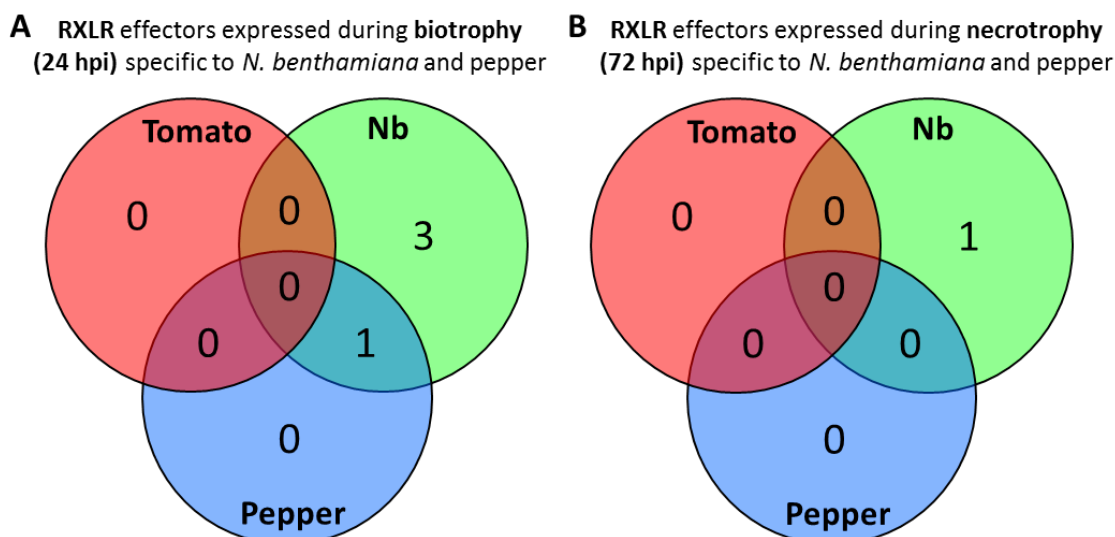 A RXLR effectors expressed during biotrophy
(24 hpi) specific to N. benthamiana and pepper
Tomato Nb
0 0 3
0
0 1
0
Pepper
B RXLR effectors expressed during necrotrophy
(72 hpi) specific to N. benthamiana and pepper
Tomato Nb
0 0 1
0
0 0
0
Pepper